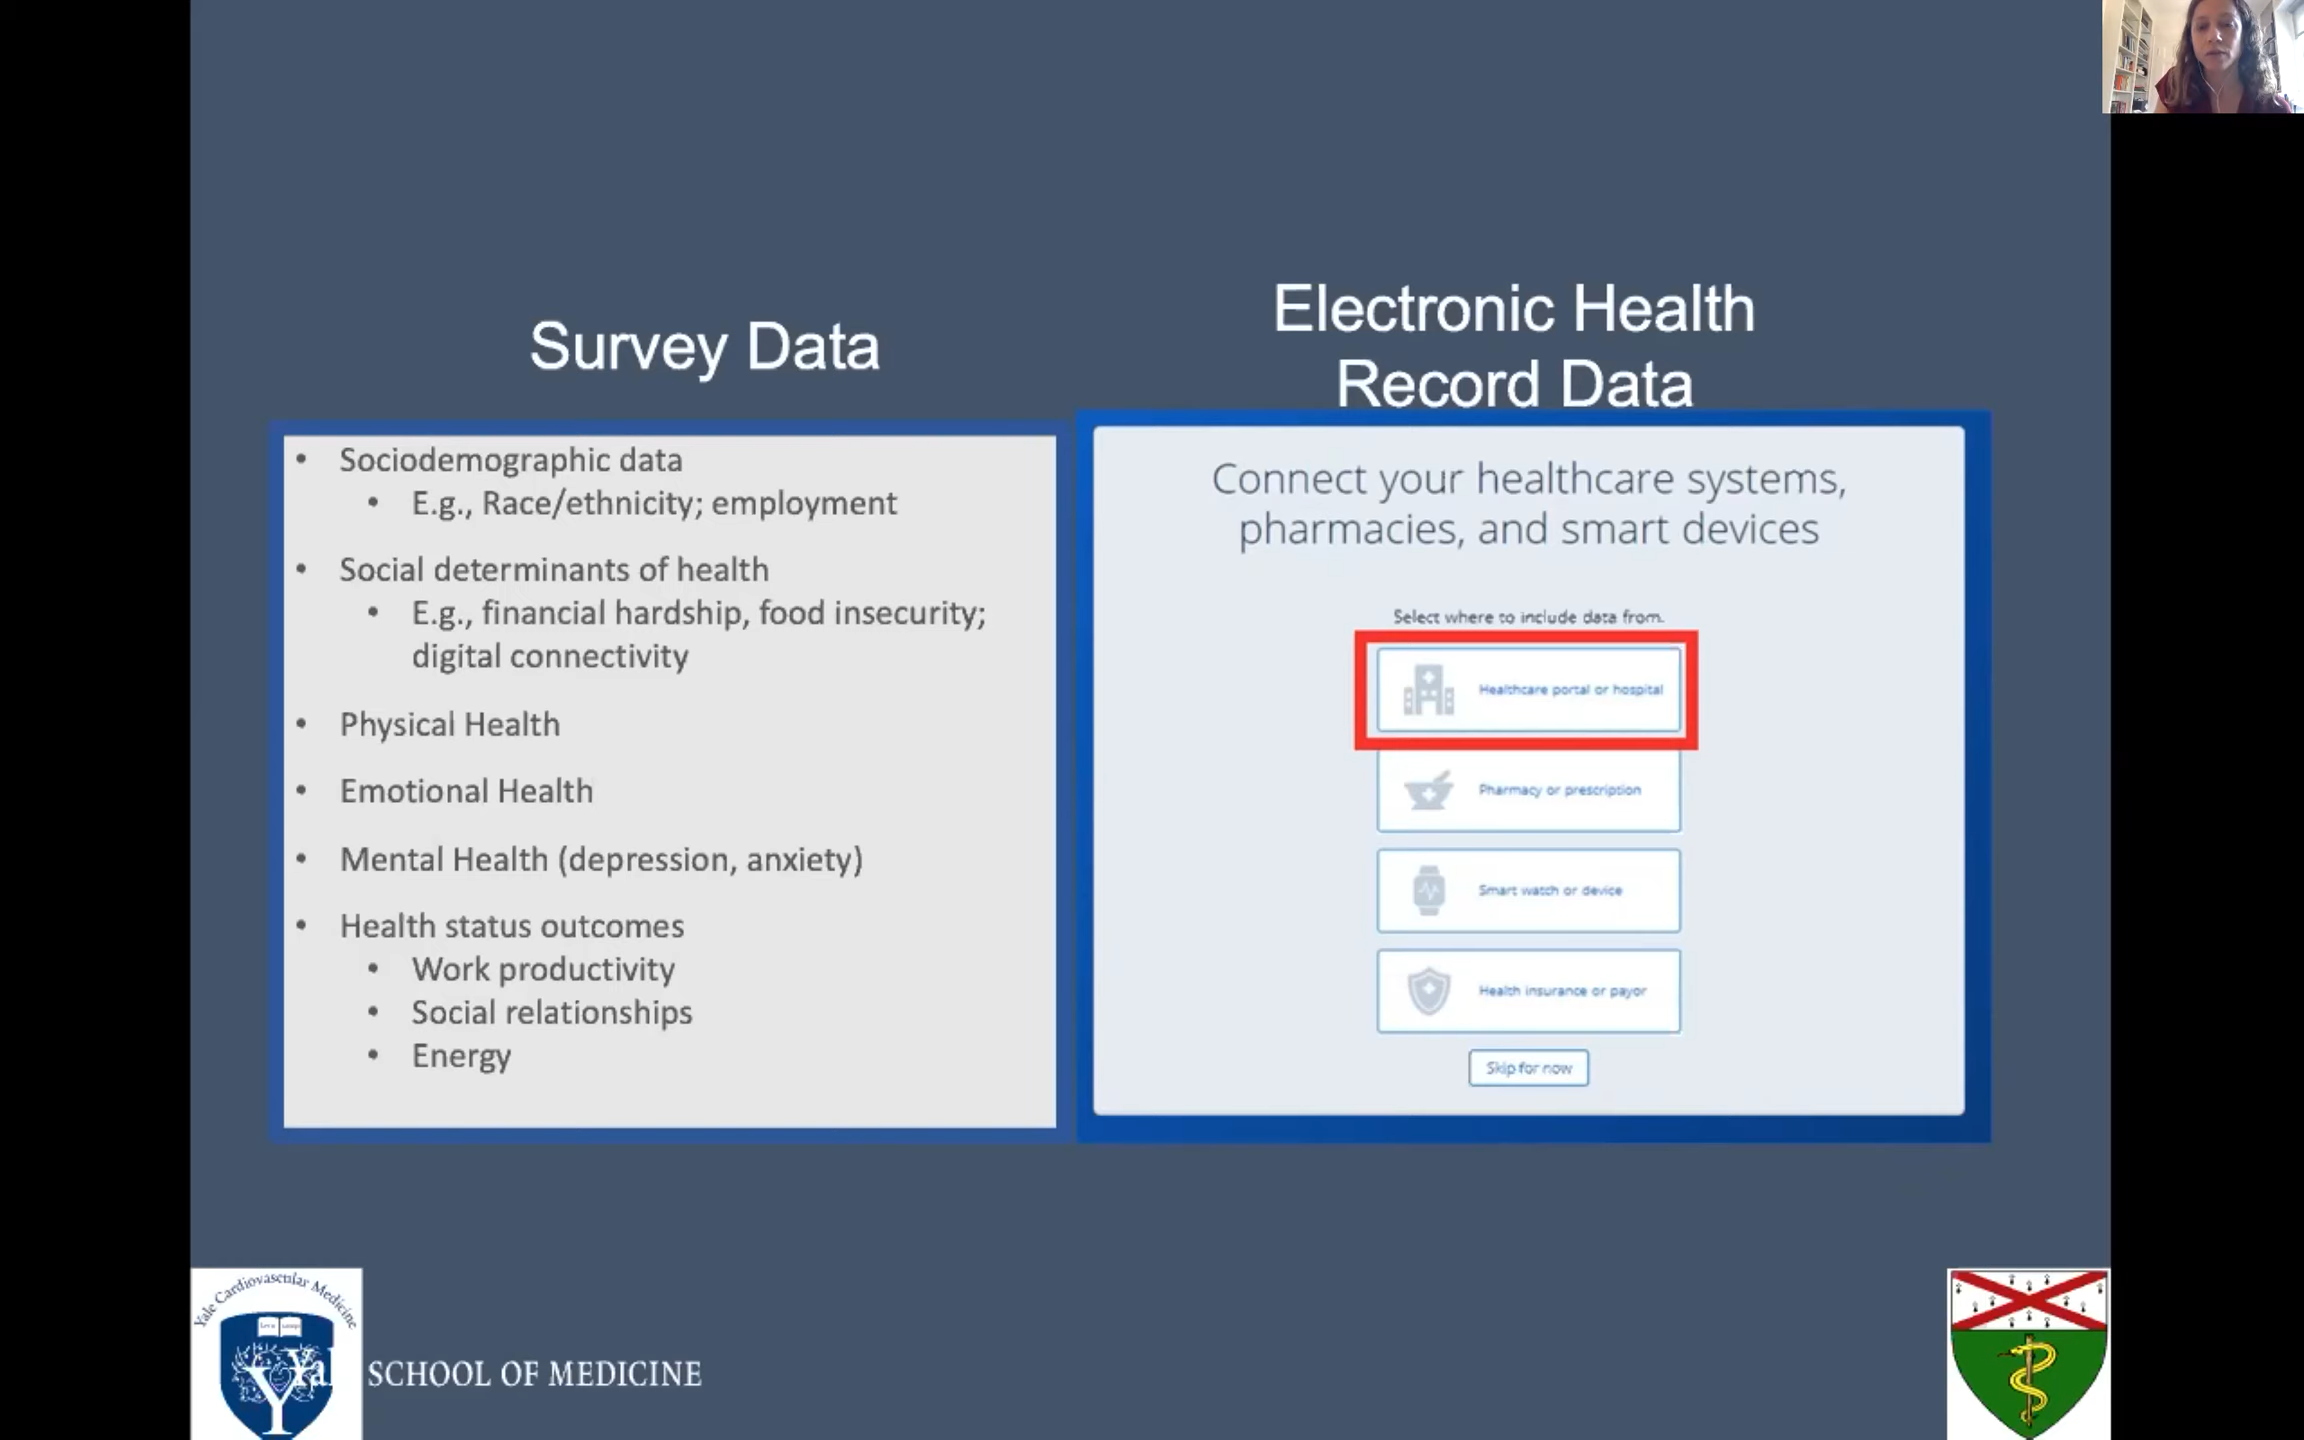 Survey Data
• Sociodemographic data
• E.g., Race/ethnicity; employment
• Social determinants of health
• E.g., financial hardship, food insecurity;
digital connectivity
• Physical Health
• Emotional Health
• Mental Health (depression, anxiety)
• Health status outcomes
• Work productivity
• Social relationships
• Energy
Electronic Health
Record Data
Connect your healthcare systems,
pharmacies, and smart devices
Select where to include data from.
Healthcare portal or hospital
Pharmacy or prescription
Smart watch or device
Health insurance or payor
Skip for now
Yale Cardiovascular Medicine
SCHOOL OF MEDICINE